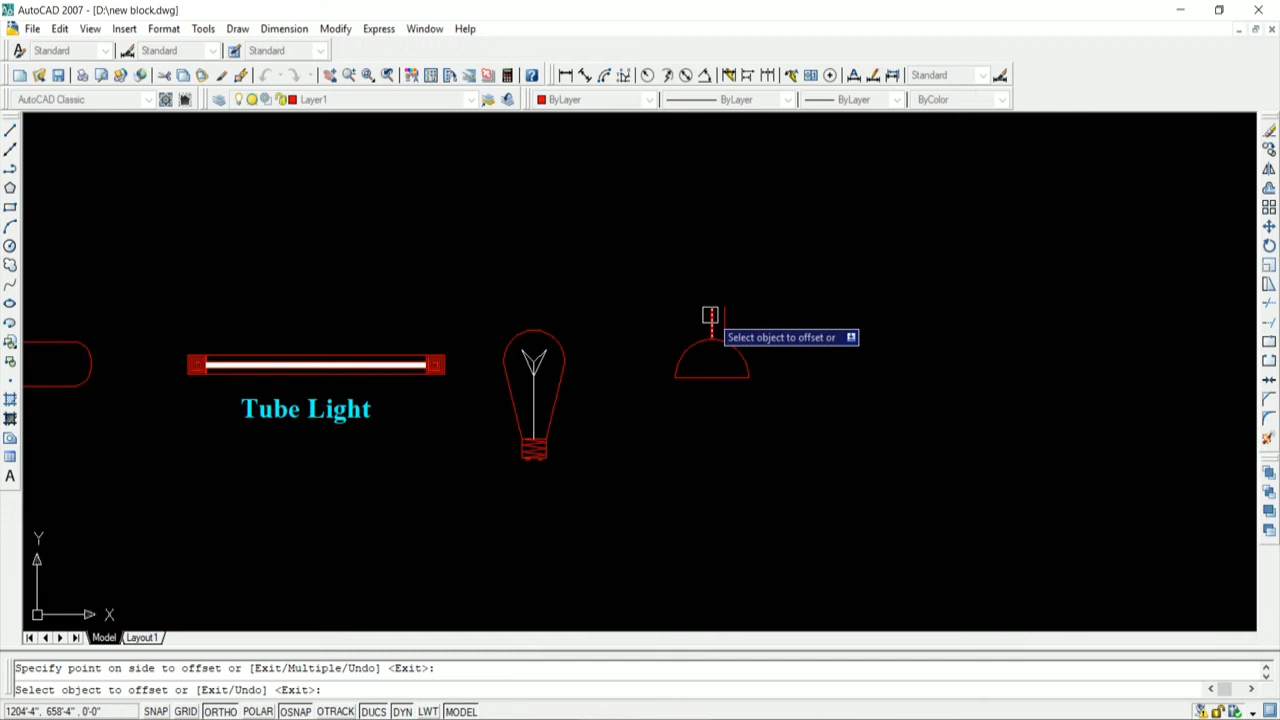 AutoCAD 2007 - [D:\new block.dwg]
File Edit View Insert Format Tools Draw Dimension Modify Express Window Help
Standard Standard Standard
Standard
AutoCAD Classic Layer1 ByLayer ByLayer ByLayer ByColor
Select object to offset or
Tube Light
Y
X
A
Model Layout1
Specify point on side to offset or [Exit/Multiple/Undo] <Exit>:
Select object to offset or [Exit/Undo] <Exit>:
1204'-4", 658'-4", 0'-0" SNAP GRID ORTHO POLAR OSNAP OTRACK DUCS DYN LWT MODEL